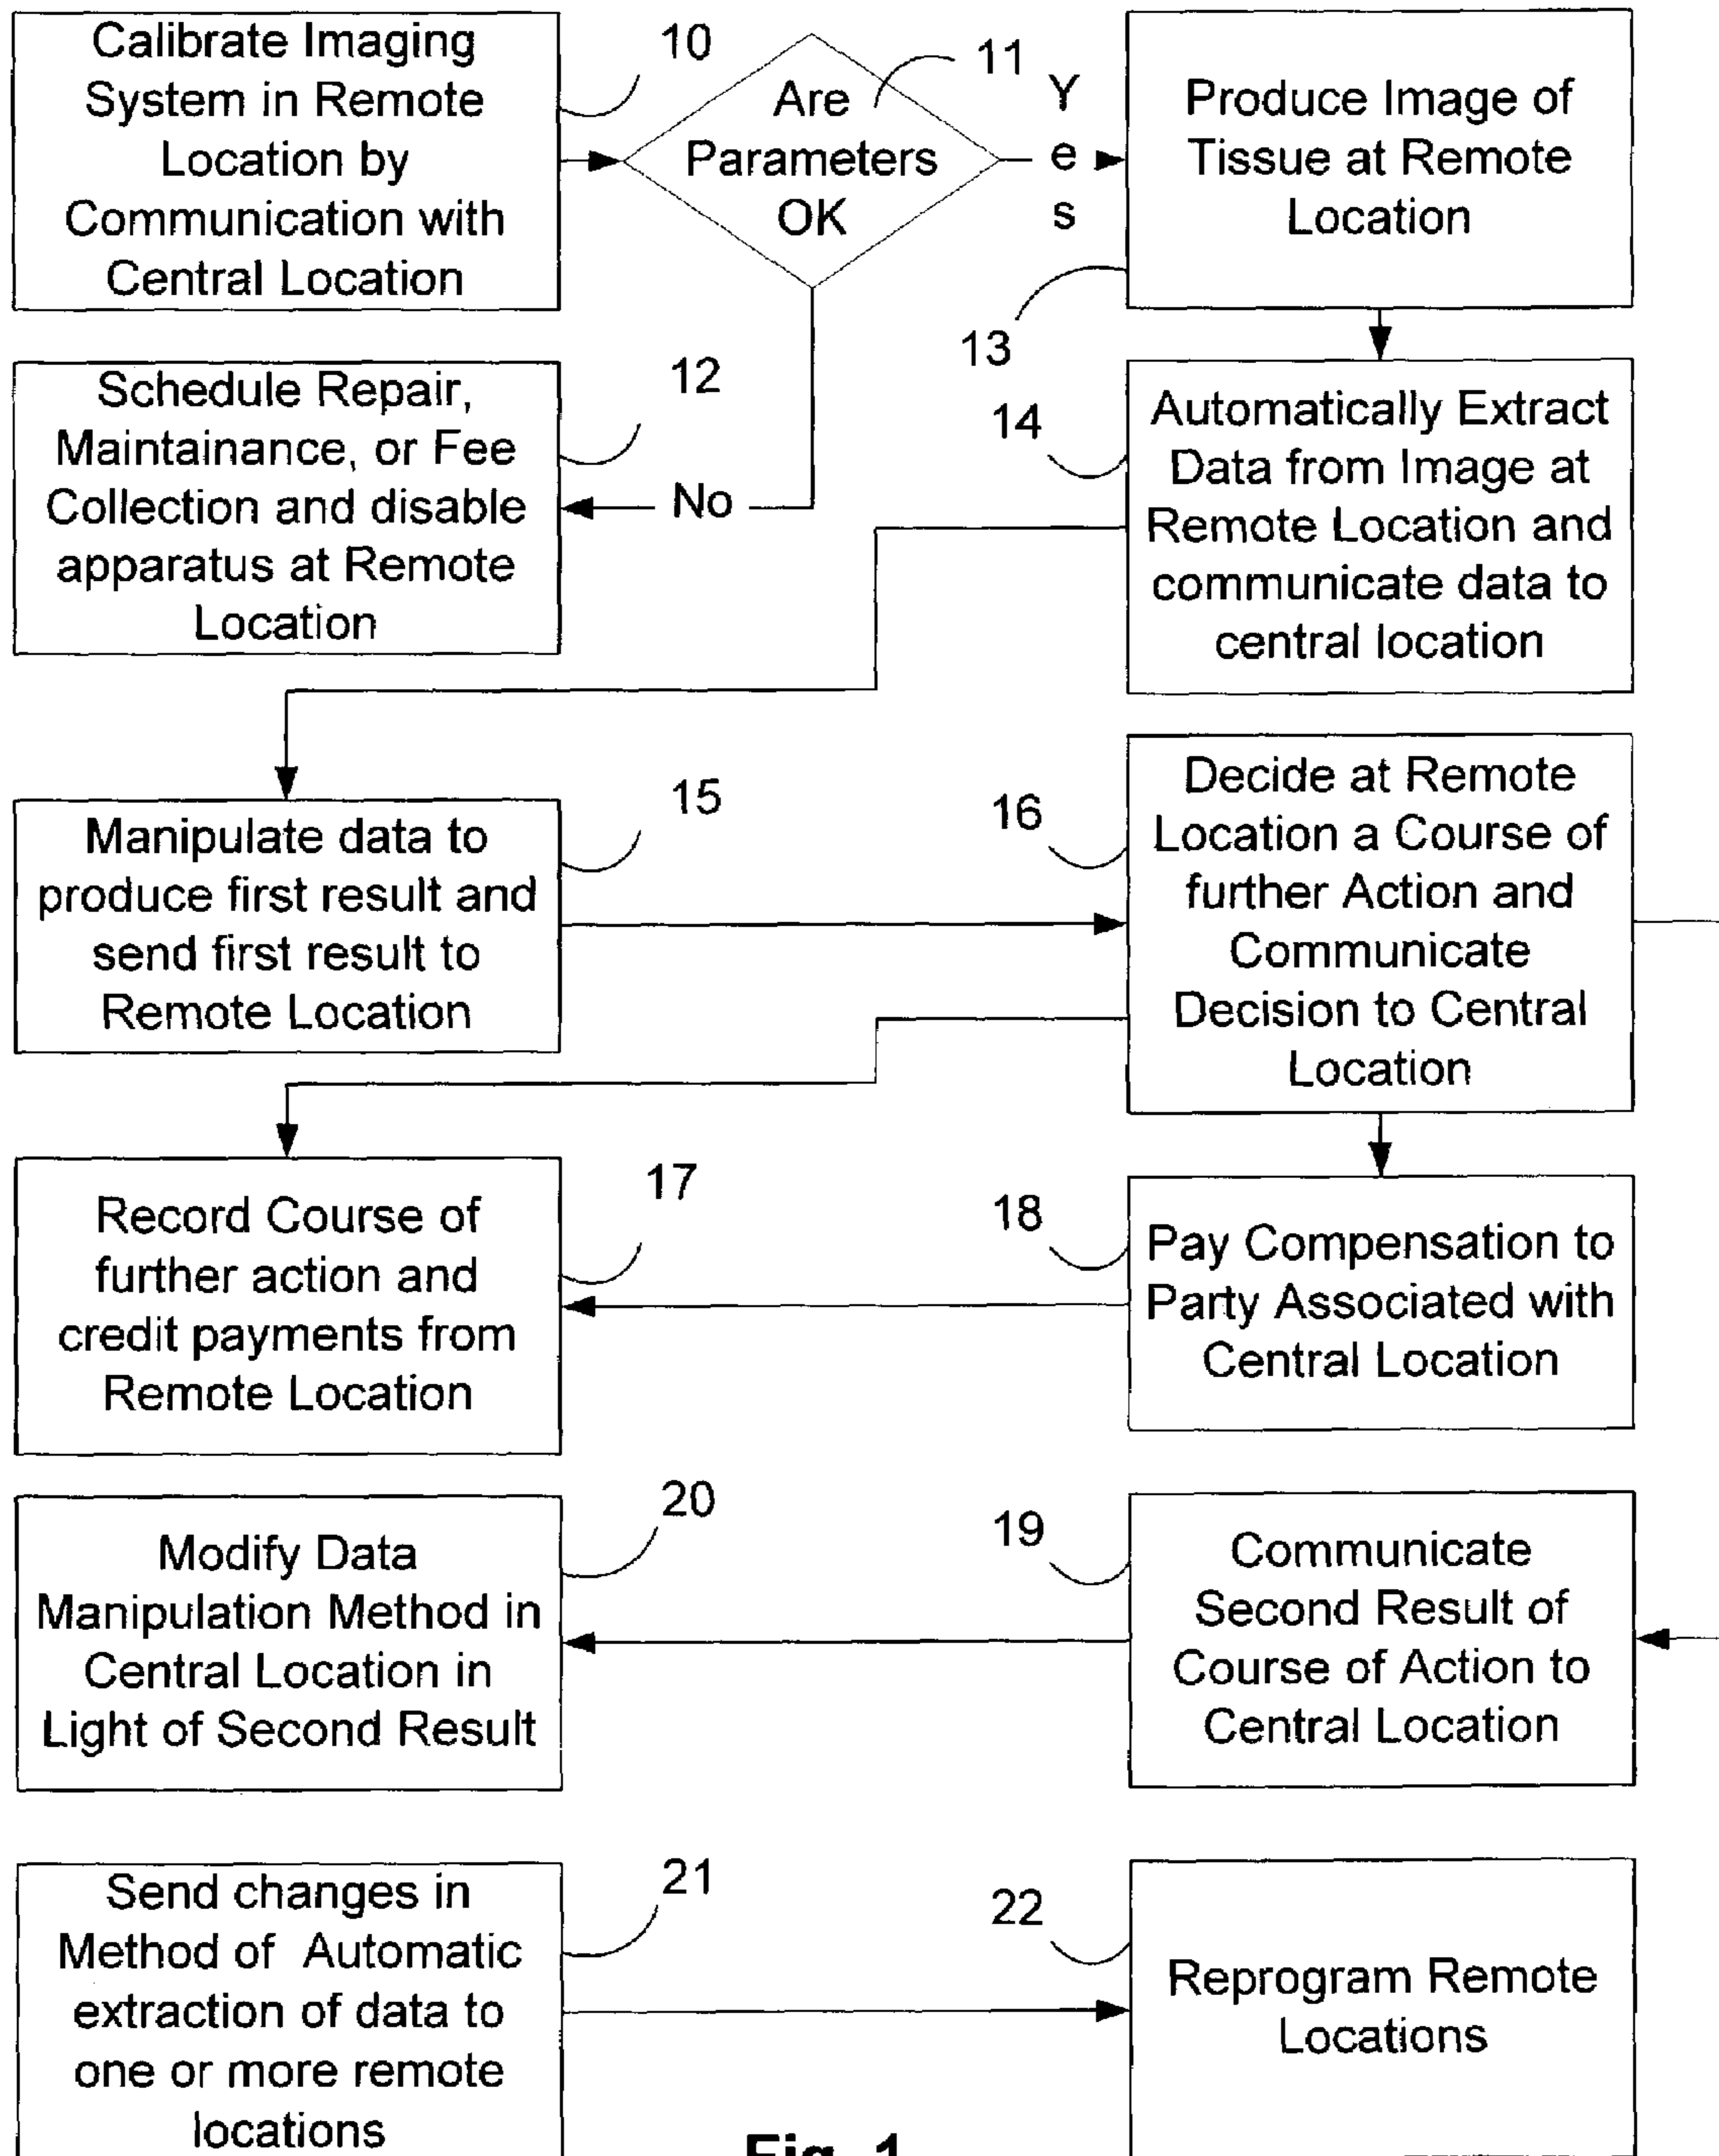 Calibrate Imaging
System in Remote
Location by
Communication with
Central Location
10
Are
Parameters
OK
11
Y
e
s
Produce Image of
Tissue at Remote
Location
13
Schedule Repair,
Maintainance, or Fee
Collection and disable
apparatus at Remote
Location
12
No
14
Automatically Extract
Data from Image at
Remote Location and
communicate data to
central location
Manipulate data to
produce first result and
send first result to
Remote Location
15
16
Decide at Remote
Location a Course of
further Action and
Communicate
Decision to Central
Location
Record Course of
further action and
credit payments from
Remote Location
17
18
Pay Compensation to
Party Associated with
Central Location
Modify Data
Manipulation Method in
Central Location in
Light of Second Result
20
19
Communicate
Second Result of
Course of Action to
Central Location
Send changes in
Method of Automatic
extraction of data to
one or more remote
locations
21
22
Reprogram Remote
Locations
Fig. 1